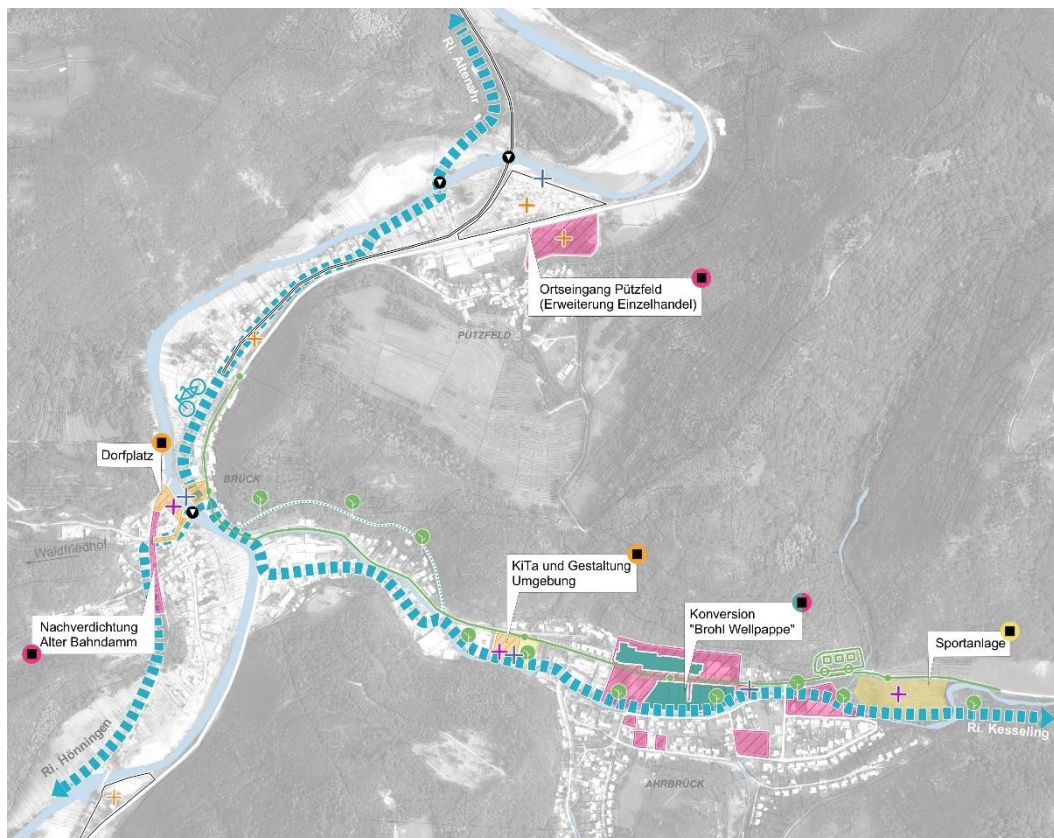 Ri. Altenahr
Ortseingang Pützfeld
(Erweiterung Einzelhandel)
PÜTZFELD
Dorfplatz
BRÜCK
Waldfriedhof
KiTa und Gestaltung
Umgebung
Nachverdichtung
Alter Bahndamm
Konversion
"Brohl Wellpappe"
Sportanlage
Ri. Kesseling
Ri. Hönningen
AHRBRÜCK